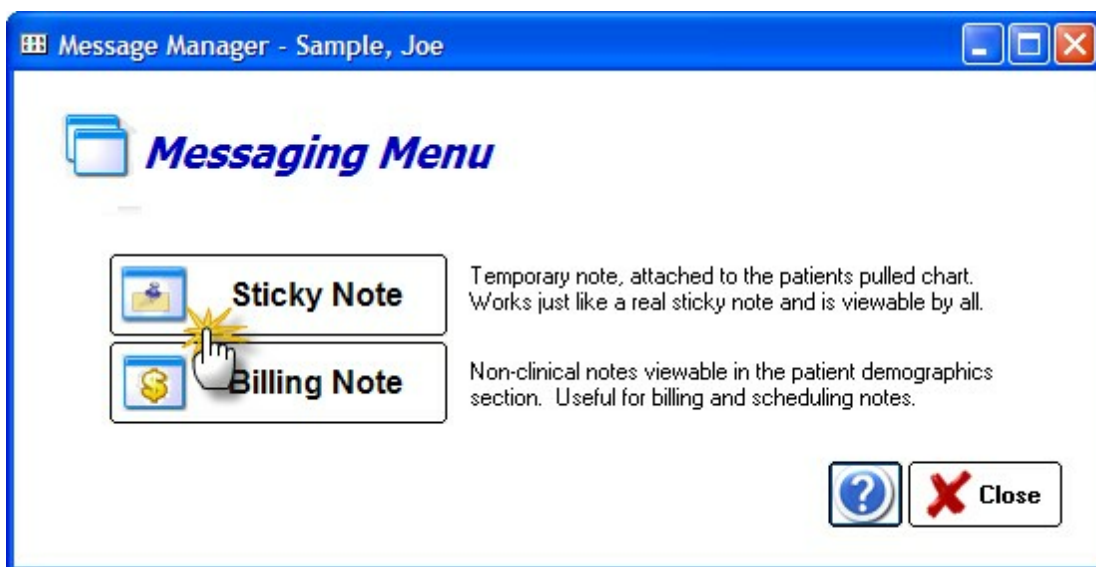 Message Manager - Sample, Joe
Messaging Menu
Sticky Note
Temporary note, attached to the patients pulled chart.
Works just like a real sticky note and is viewable by all.
Billing Note
Non-clinical notes viewable in the patient demographics
section. Useful for billing and scheduling notes.
Close